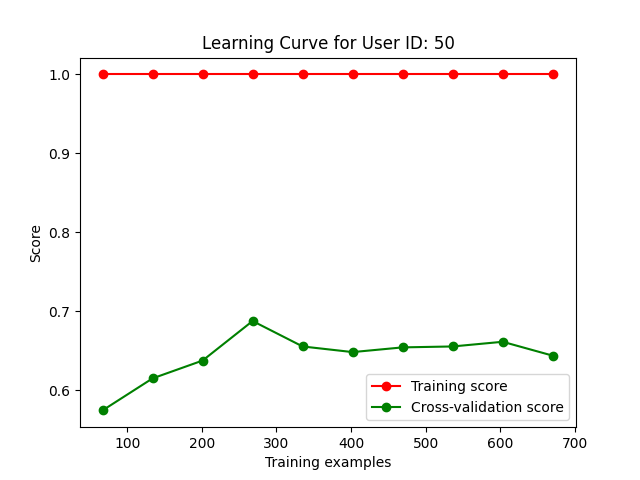 Learning Curve for User ID: 50
1.0
0.9
0.8
0.7
0.6
Score
Training score
Cross-validation score
100 200 300 400 500 600 700
Training examples